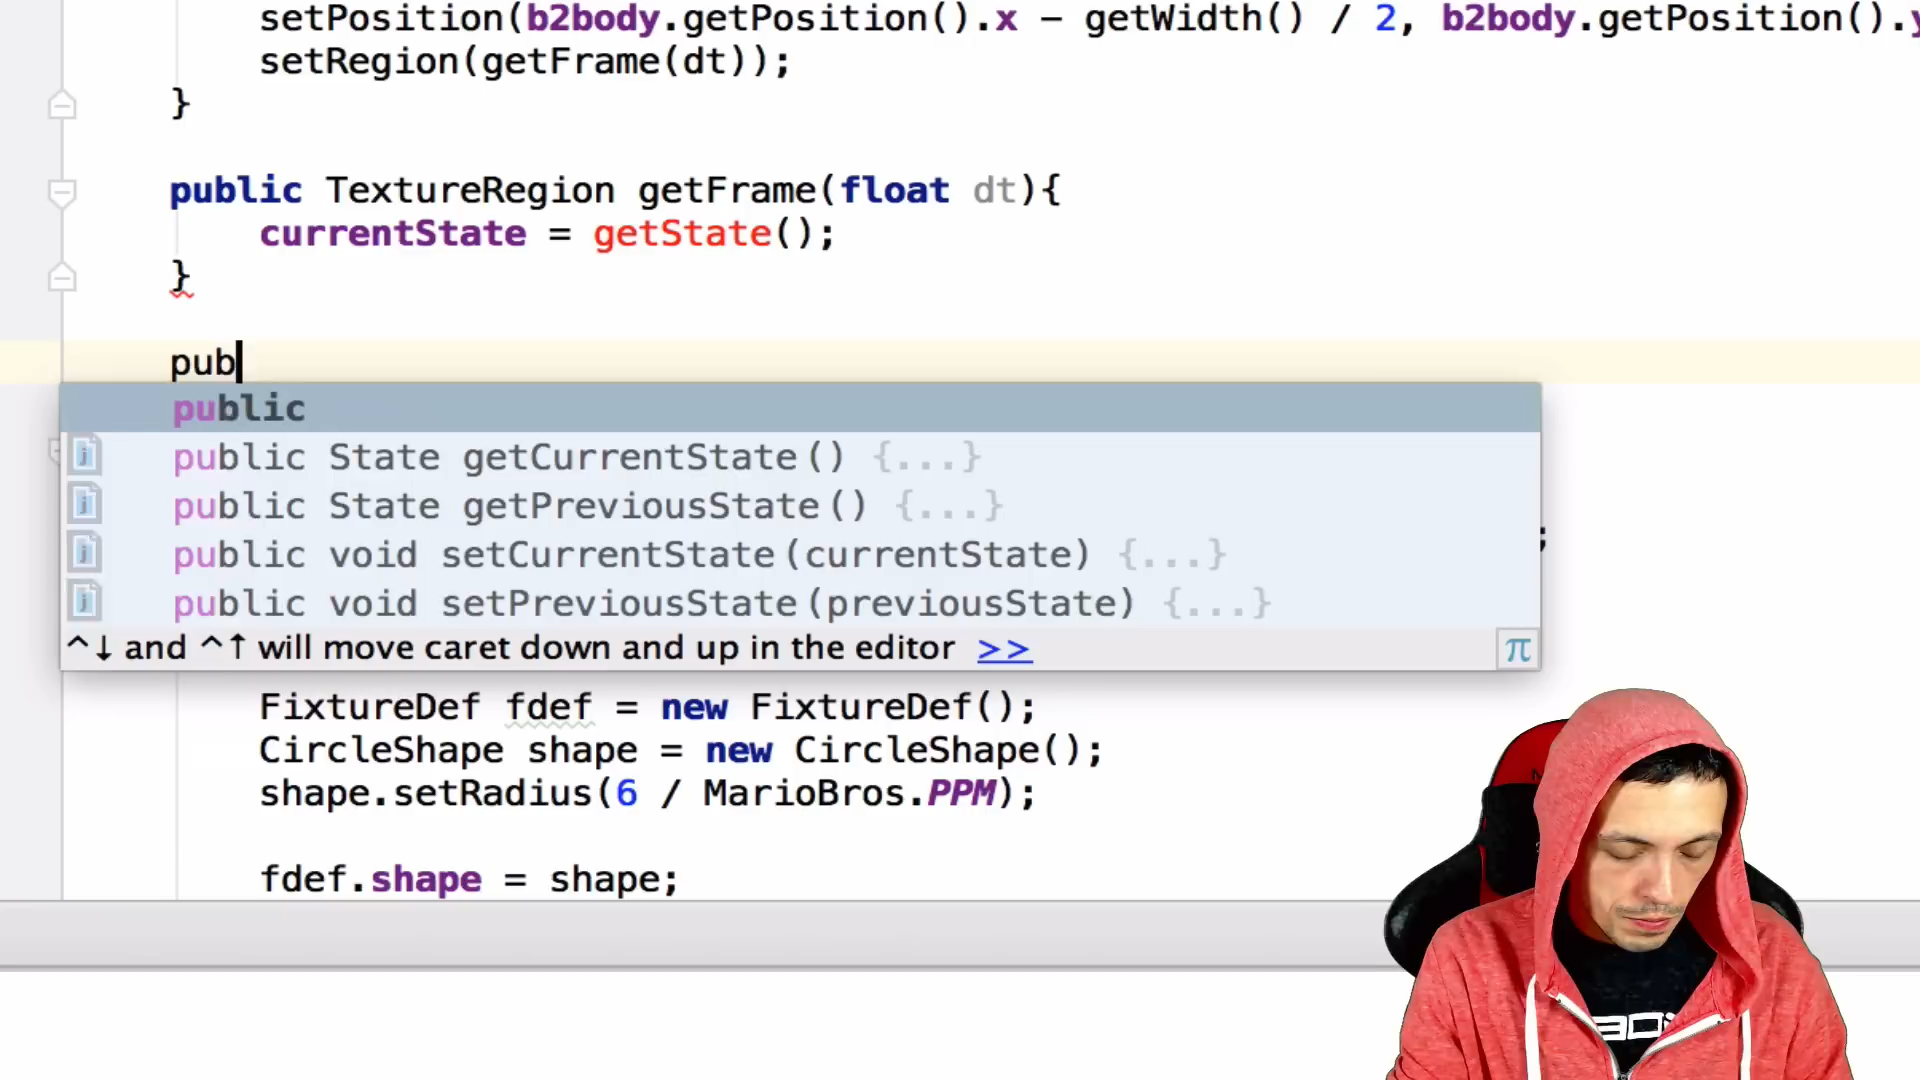 setPosition(b2body.getPosition().x - getWidth() / 2, b2body.getPosition().y
setRegion(getFrame(dt));
}
public TextureRegion getFrame(float dt){
currentState = getState();
}
pub
public
public State getCurrentState() {...}
public State getPreviousState() {...}
public void setCurrentState(currentState) {...}
public void setPreviousState(previousState) {...}
^↓ and ^↑ will move caret down and up in the editor >>
π
;
FixtureDef fdef = new FixtureDef();
CircleShape shape = new CircleShape();
shape.setRadius(6 / MarioBros.PPM);
fdef.shape = shape;